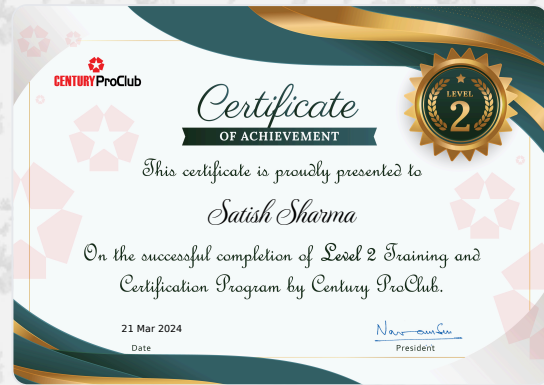 CENTURY ProClub
LEVEL
2
Certificate
OF ACHIEVEMENT
This certificate is proudly presented to
Satish Sharma
On the successful completion of Level 2 Training and
Certification Program by Century ProClub.
21 Mar 2024
Date
President